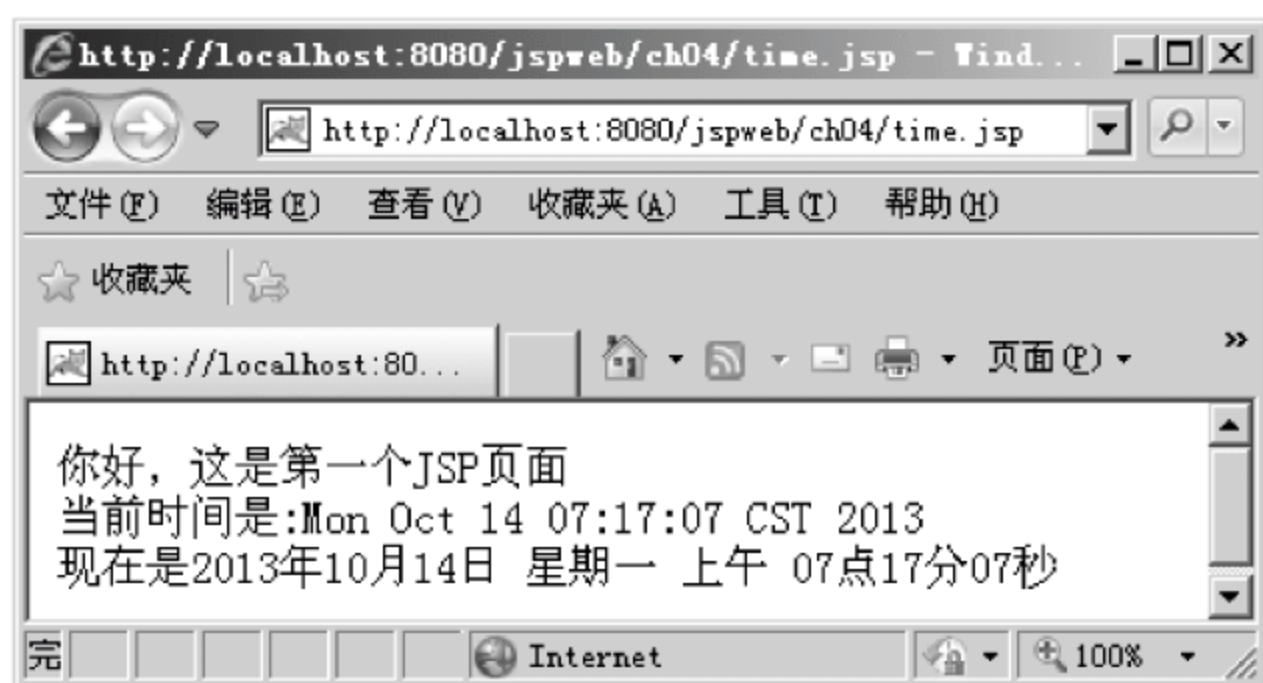 http://localhost:8080/jspweb/ch04/time.jsp - Wind...
http://localhost:8080/jspweb/ch04/time.jsp
文件(F) 编辑(E) 查看(V) 收藏夹(A) 工具(T) 帮助(H)
收藏夹
http://localhost:80... 页面(P) »
你好，这是第一个JSP页面
当前时间是:Mon Oct 14 07:17:07 CST 2013
现在是2013年10月14日 星期一 上午 07点17分07秒
完 Internet 100%